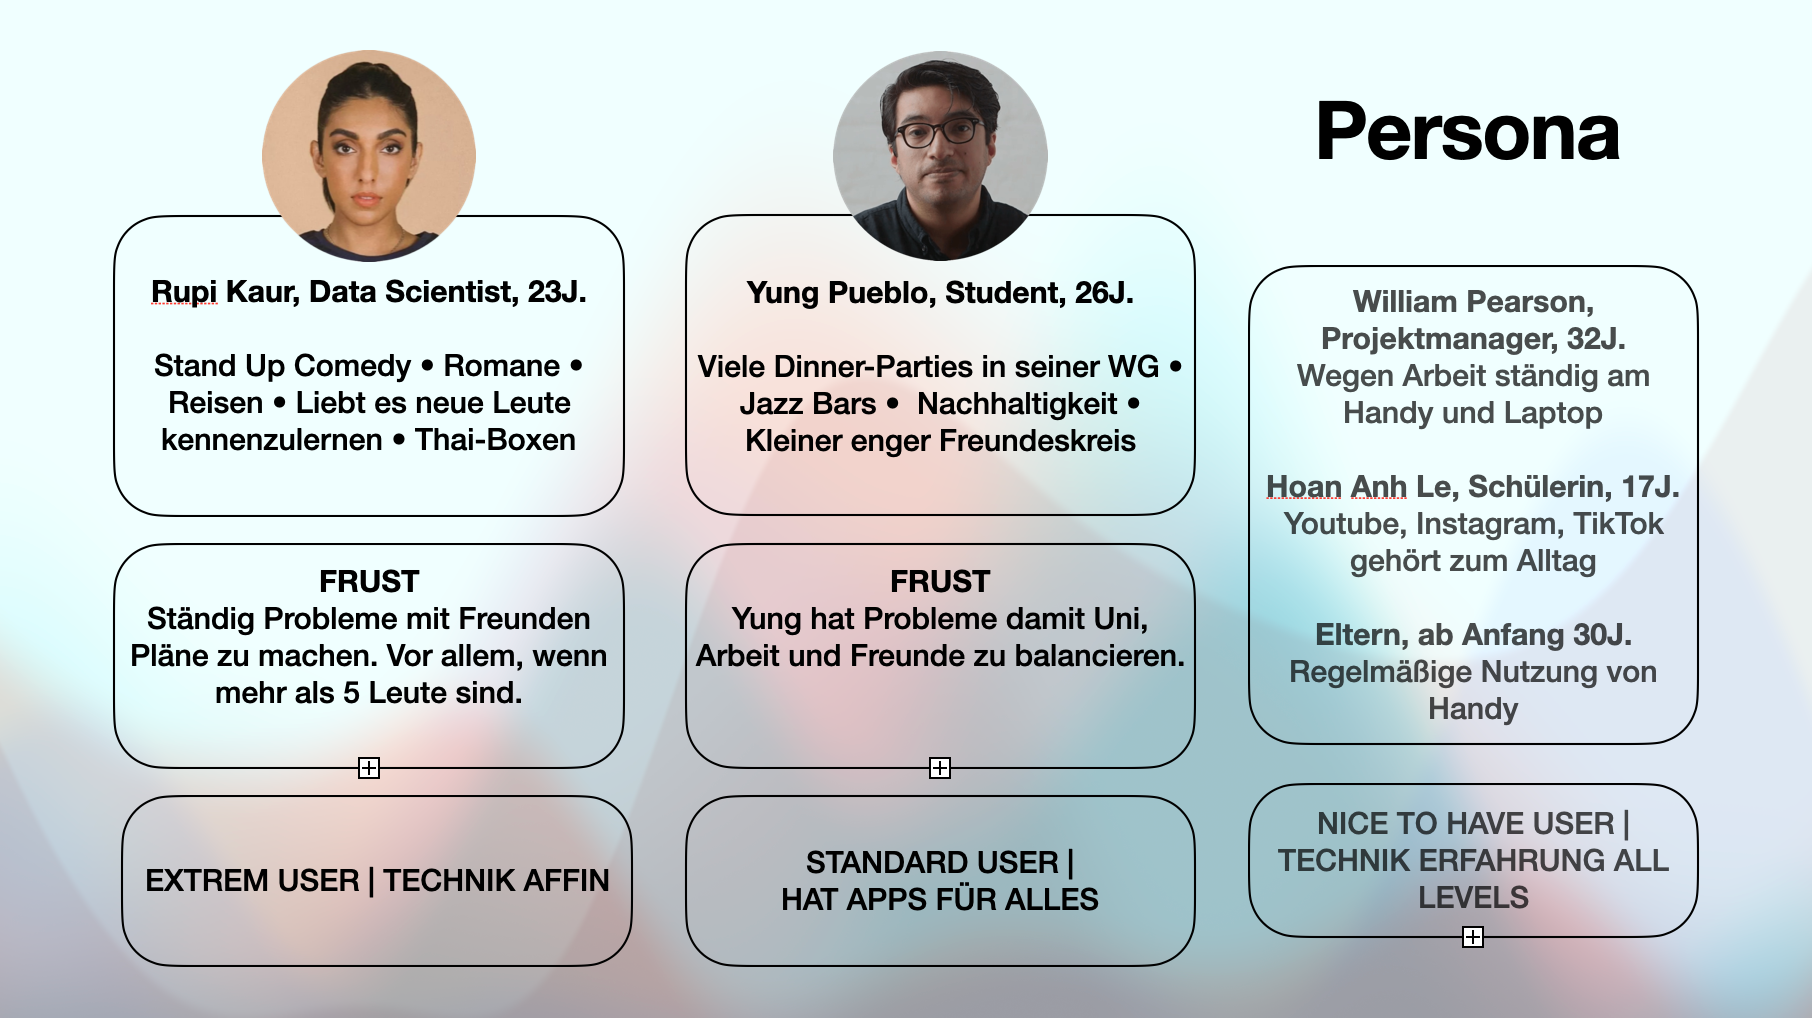 Persona
Rupi Kaur, Data Scientist, 23J.
Stand Up Comedy • Romane •
Reisen • Liebt es neue Leute
kennenzulernen • Thai-Boxen
FRUST
Ständig Probleme mit Freunden
Pläne zu machen. Vor allem, wenn
mehr als 5 Leute sind.
EXTREM USER | TECHNIK AFFIN
Yung Pueblo, Student, 26J.
Viele Dinner-Parties in seiner WG •
Jazz Bars •  Nachhaltigkeit •
Kleiner enger Freundeskreis
FRUST
Yung hat Probleme damit Uni,
Arbeit und Freunde zu balancieren.
STANDARD USER |
HAT APPS FÜR ALLES
William Pearson,
Projektmanager, 32J.
Wegen Arbeit ständig am
Handy und Laptop
Hoan Anh Le, Schülerin, 17J.
Youtube, Instagram, TikTok
gehört zum Alltag
Eltern, ab Anfang 30J.
Regelmäßige Nutzung von
Handy
NICE TO HAVE USER |
TECHNIK ERFAHRUNG ALL
LEVELS